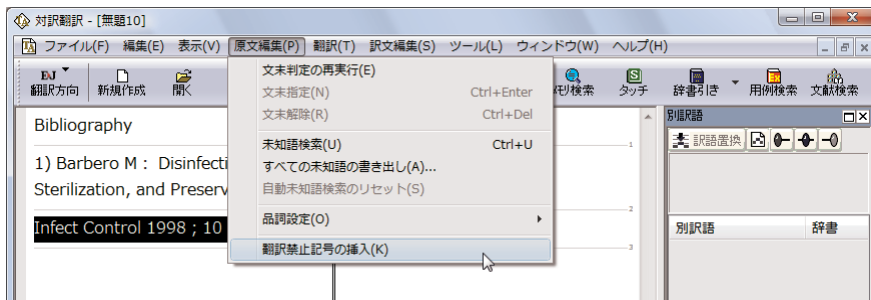 対訳翻訳 - [無題10]
ファイル(F) 編集(E) 表示(V) 原文編集(P) 翻訳(T) 訳文編集(S) ツール(L) ウィンドウ(W) ヘルプ(H)
EJ
翻訳方向 新規作成 開く 検索 タッチ 辞書引き 用例検索 文献検索
文末判定の再実行(E)
文末指定(N) Ctrl+Enter
文末解除(R) Ctrl+Del
未知語検索(U) Ctrl+U
すべての未知語の書き出し(A)...
自動未知語検索のリセット(S)
品詞設定(O)
翻訳禁止記号の挿入(K)
Bibliography
1) Barbero M : Disinfecti
Sterilization, and Preserv
Infect Control 1998 ; 10
1
2
3
別訳語
訳語置換
別訳語 辞書